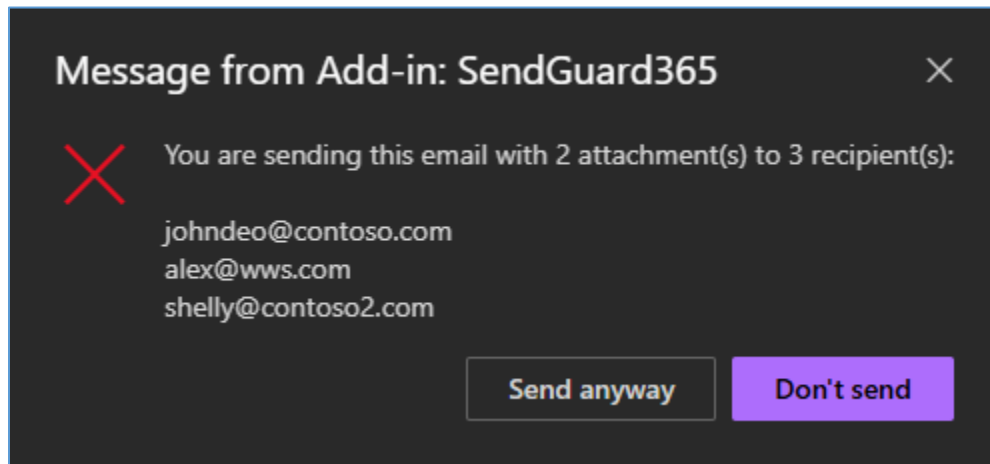 Message from Add-in: SendGuard365
You are sending this email with 2 attachment(s) to 3 recipient(s):
johndeo@contoso.com
alex@wws.com
shelly@contoso2.com
Send anyway
Don't send